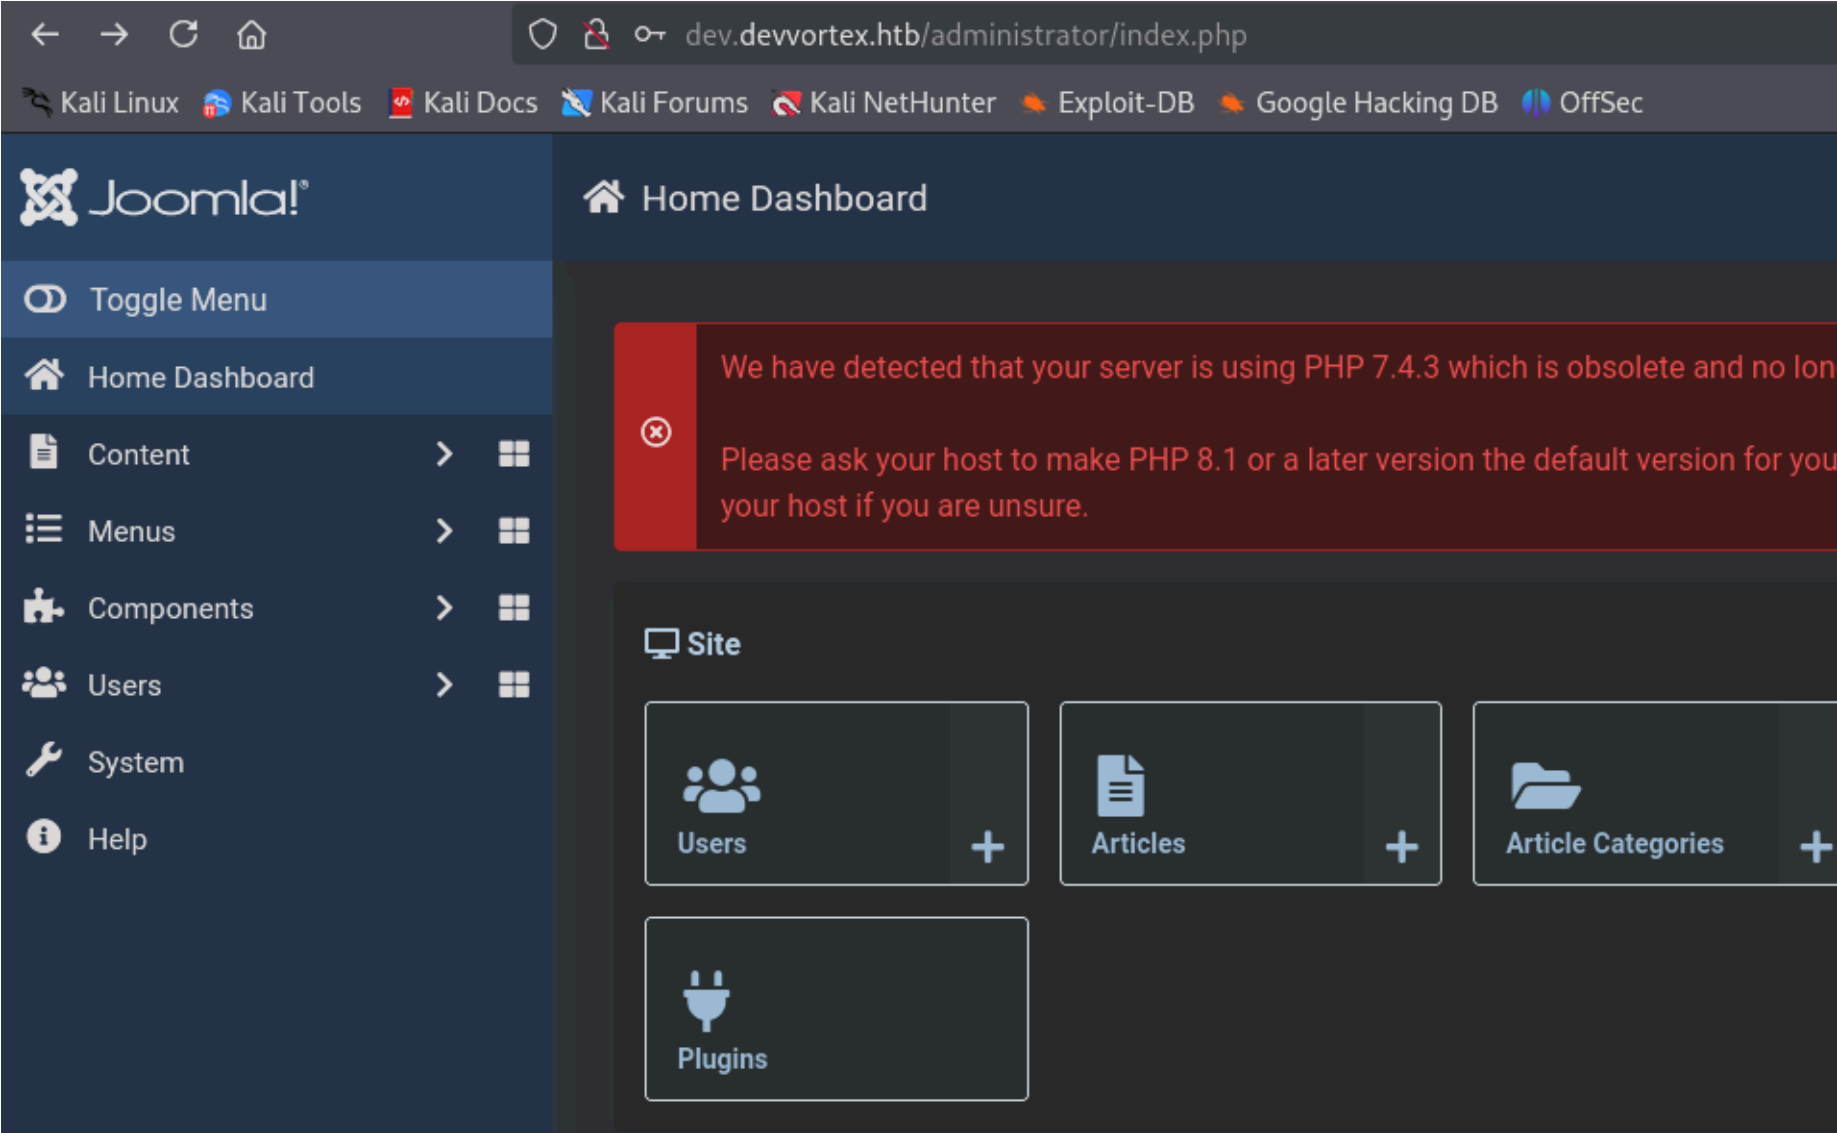 dev.devvortex.htb/administrator/index.php
Kali Linux Kali Tools Kali Docs Kali Forums Kali NetHunter Exploit-DB Google Hacking DB OffSec
Joomla!®
Home Dashboard
Toggle Menu
Home Dashboard
Content
Menus
Components
Users
System
Help
We have detected that your server is using PHP 7.4.3 which is obsolete and no lon
Please ask your host to make PHP 8.1 or a later version the default version for you
your host if you are unsure.
Site
Users
Articles
Article Categories
Plugins